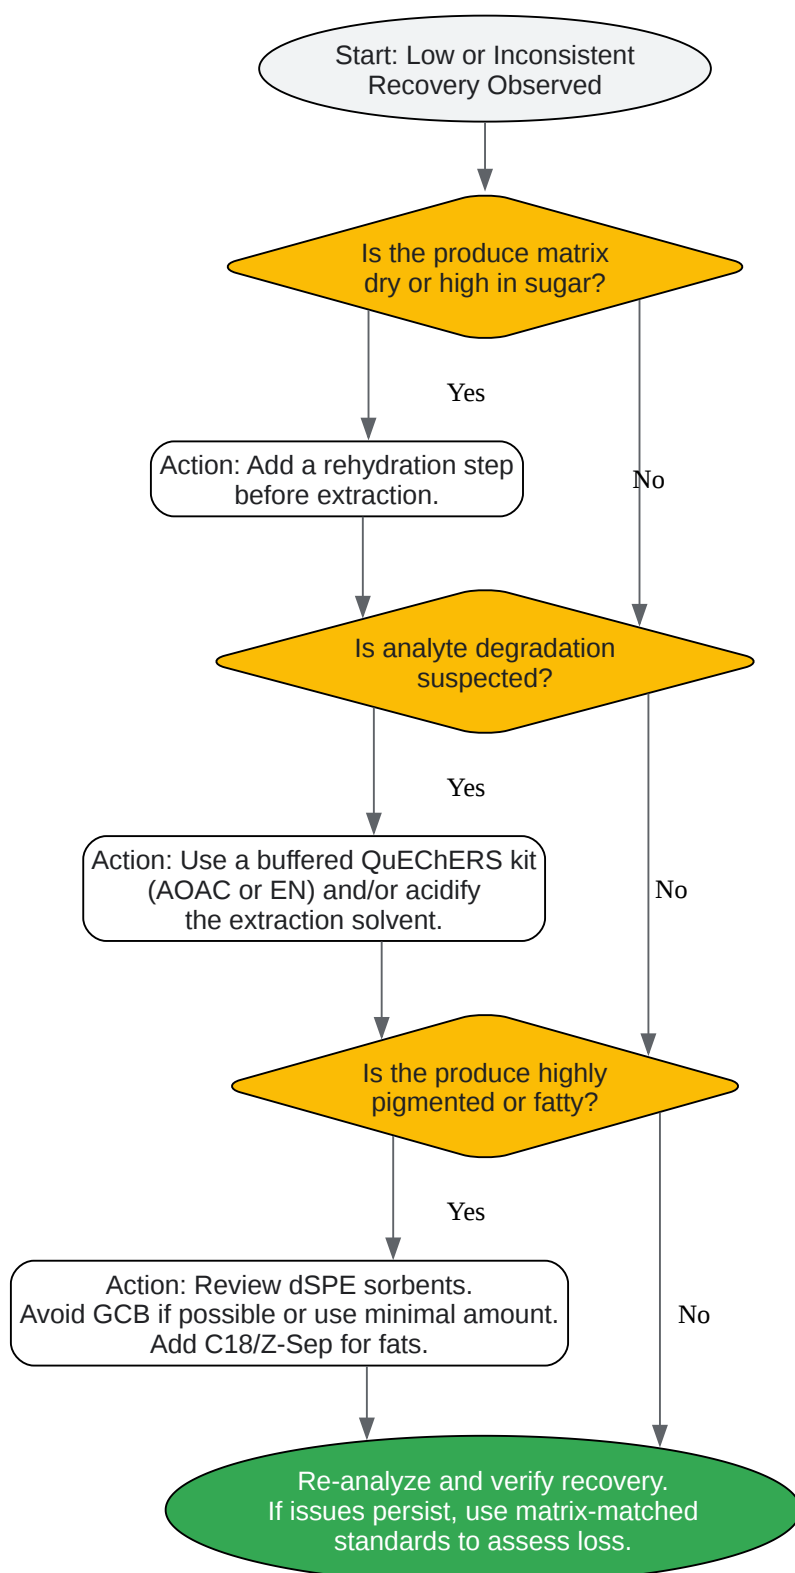 Start: Low or Inconsistent
Recovery Observed
Is the produce matrix
dry or high in sugar?
Yes
Action: Add a rehydration step
before extraction.
No
Is analyte degradation
suspected?
Yes
Action: Use a buffered QuEChERS kit
(AOAC or EN) and/or acidify
the extraction solvent.
No
Is the produce highly
pigmented or fatty?
Yes
Action: Review dSPE sorbents.
Avoid GCB if possible or use minimal amount.
Add C18/Z-Sep for fats.
No
Re-analyze and verify recovery.
If issues persist, use matrix-matched
standards to assess loss.